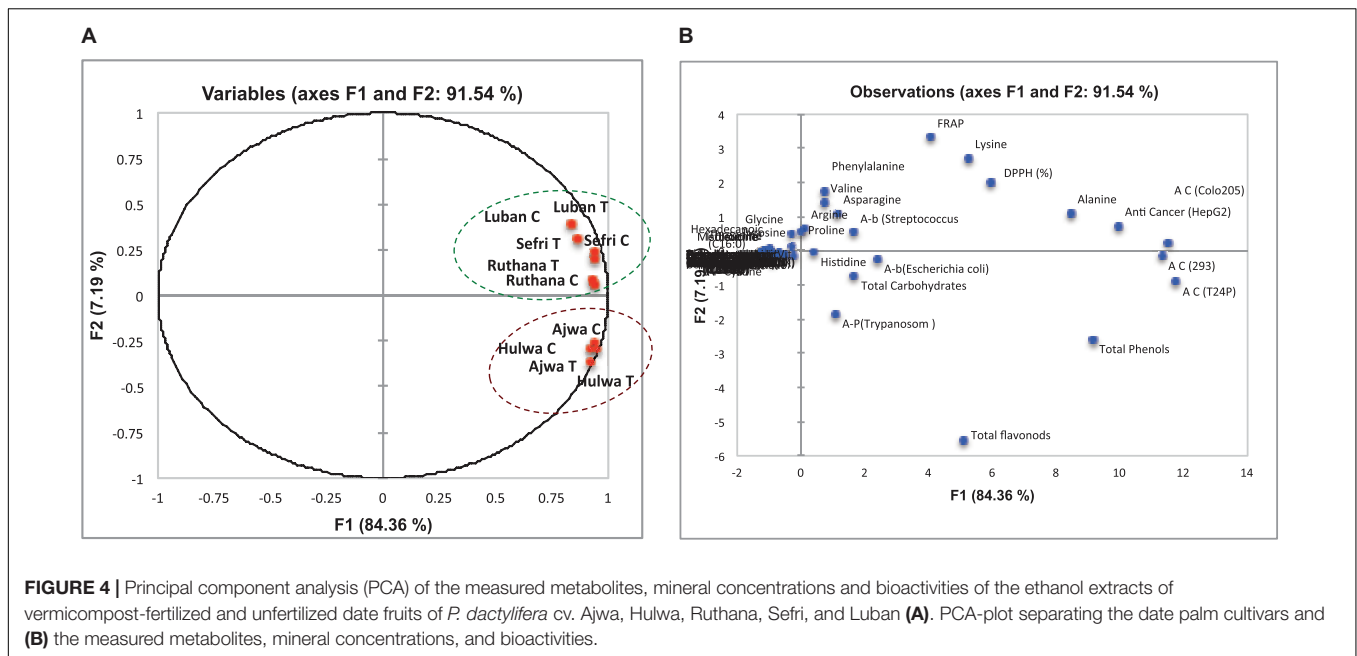 A
Variables (axes F1 and F2: 91.54 %)
1
0.75
0.5
0.25
0
-0.25
-0.5
-0.75
-1
F2 (7.19 %)
Luban T
Luban C
Sefri T
Sefri C
Ruthana T
Ruthana C
Ajwa C
Hulwa C
Ajwa T
Hulwa T
-1 -0.75 -0.5 -0.25 0 0.25 0.5 0.75 1
F1 (84.36 %)
B
Observations (axes F1 and F2: 91.54 %)
4
3
2
1
0
-1
-2
-3
-4
-5
-6
F2 (7.19
FRAP
Lysine
Phenylalanine
DPPH (%)
Valine
Asparagine
A C (Colo205)
Alanine
Anti Cancer (HepG2)
Glycine
Arginine
A-b (Streptococcus
Proline
Hexadecanoic
(C16:0)
Histidine
A-b(Escherichia coli)
A C (293)
Total Carbohydrates
A C (T24P)
A-P(Trypanosom )
Total Phenols
Total flavonods
-2 0 2 4 6 8 10 12 14
F1 (84.36 %)
FIGURE 4 | Principal component analysis (PCA) of the measured metabolites, mineral concentrations and bioactivities of the ethanol extracts of
vermicompost-fertilized and unfertilized date fruits of P. dactylifera cv. Ajwa, Hulwa, Ruthana, Sefri, and Luban (A). PCA-plot separating the date palm cultivars and
(B) the measured metabolites, mineral concentrations, and bioactivities.